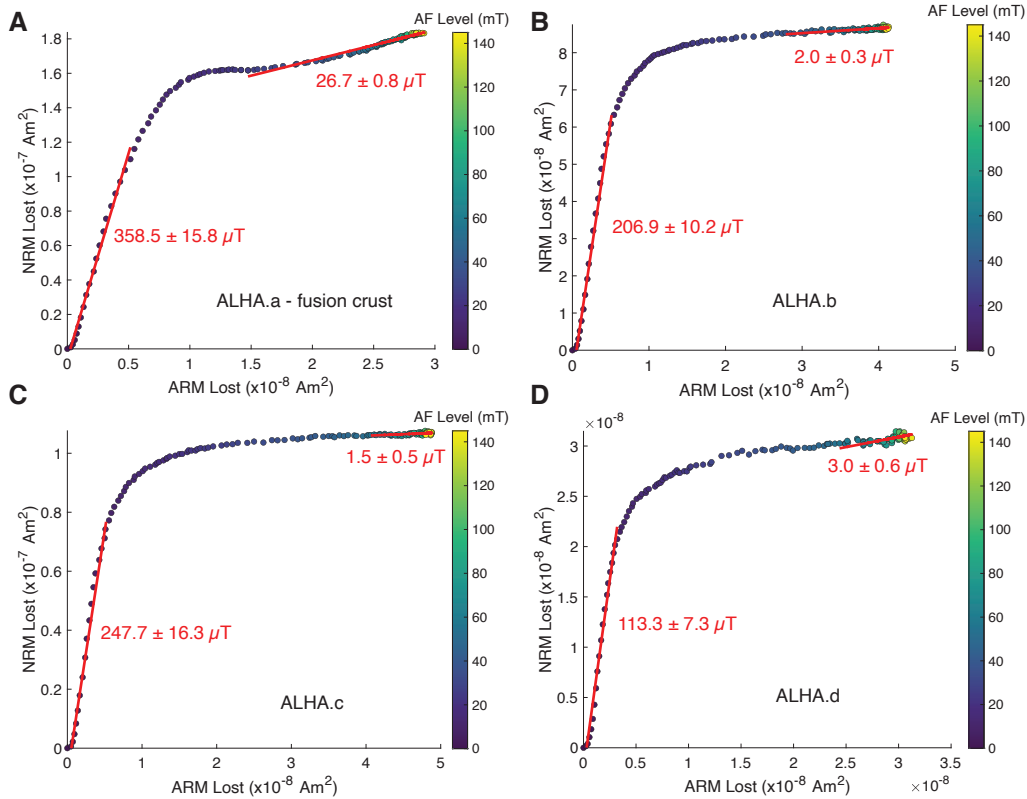 A
AF Level (mT)
1.8
1.6
1.4
1.2
1
0.8
0.6
0.4
0.2
0
NRM Lost (x10⁻⁷ Am²)
26.7 ± 0.8 µT
358.5 ± 15.8 µT
ALHA.a - fusion crust
0 0.5 1 1.5 2 2.5 3
ARM Lost (x10⁻⁸ Am²)
140
120
100
80
60
40
20
0
B
AF Level (mT)
8
7
6
5
4
3
2
1
0
NRM Lost (x10⁻⁸ Am²)
2.0 ± 0.3 µT
206.9 ± 10.2 µT
ALHA.b
0 1 2 3 4 5
ARM Lost (x10⁻⁸ Am²)
140
120
100
80
60
40
20
0
C
AF Level (mT)
1
0.8
0.6
0.4
0.2
0
NRM Lost (x10⁻⁷ Am²)
1.5 ± 0.5 µT
247.7 ± 16.3 µT
ALHA.c
0 1 2 3 4 5
ARM Lost (x10⁻⁸ Am²)
140
120
100
80
60
40
20
0
D
×10⁻⁸
AF Level (mT)
3
2.5
2
1.5
1
0.5
0
NRM Lost (x10⁻⁸ Am²)
3.0 ± 0.6 µT
113.3 ± 7.3 µT
ALHA.d
0 0.5 1 1.5 2 2.5 3 3.5
ARM Lost (x10⁻⁸ Am²)
×10⁻⁸
140
120
100
80
60
40
20
0